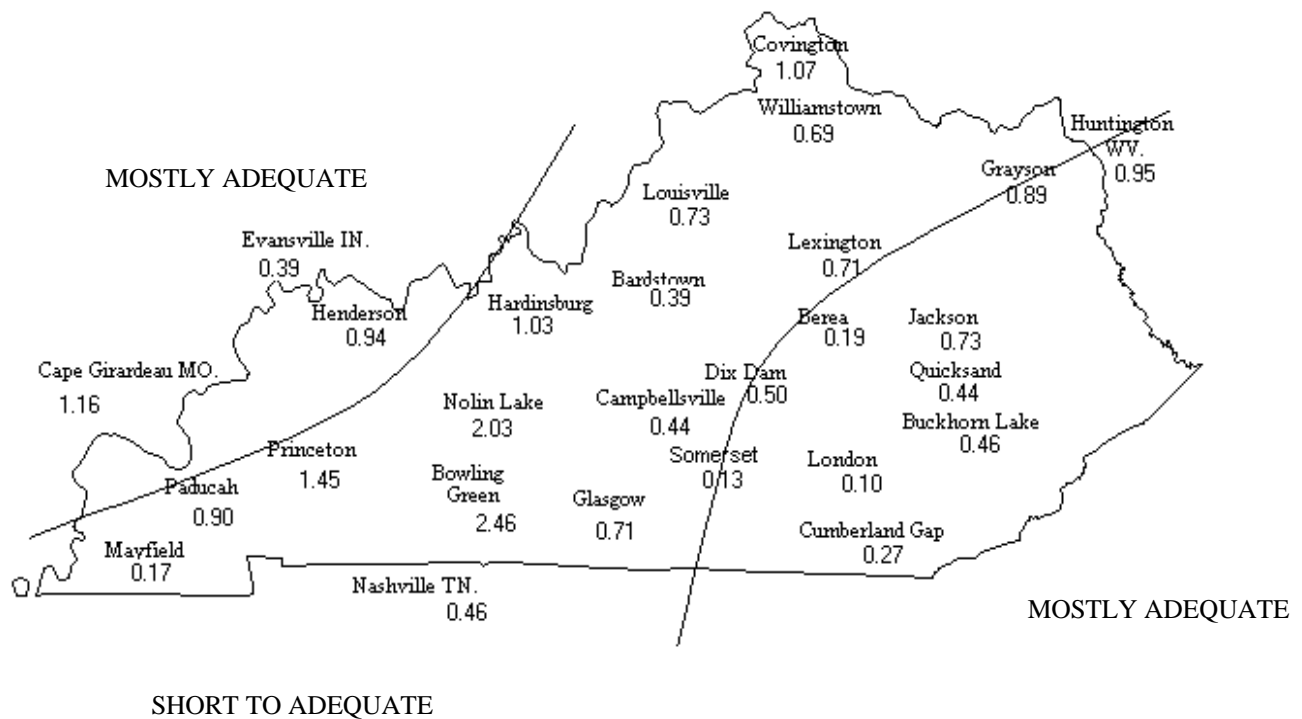 Covington
1.07
Williamstown
0.69
Huntington
WV.
0.95
Grayson
0.89
MOSTLY ADEQUATE
Louisville
0.73
Evansville IN.
0.39
Lexington
0.71
Bardstown
0.39
Hardinsburg
1.03
Henderson
0.94
Berea
0.19
Jackson
0.73
Cape Girardeau MO.
1.16
Dix Dam
0.50
Quicksand
0.44
Nolin Lake
2.03
Campbellsville
0.44
Buckhorn Lake
0.46
Princeton
1.45
Somerset
0.13
London
0.10
Bowling
Green
2.46
Paducah
0.90
Glasgow
0.71
Cumberland Gap
0.27
Mayfield
0.17
Nashville TN.
0.46
MOSTLY ADEQUATE
SHORT TO ADEQUATE